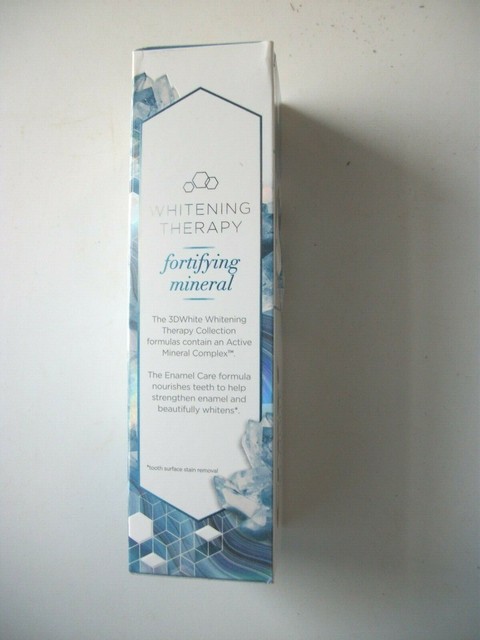 WHITENING
THERAPY
fortifying
mineral
The 3DWhite Whitening
Therapy Collection
formulas contain an Active
Mineral Complex™.
The Enamel Care formula
nourishes teeth to help
strengthen enamel and
beautifully whitens*.
*tooth surface stain removal